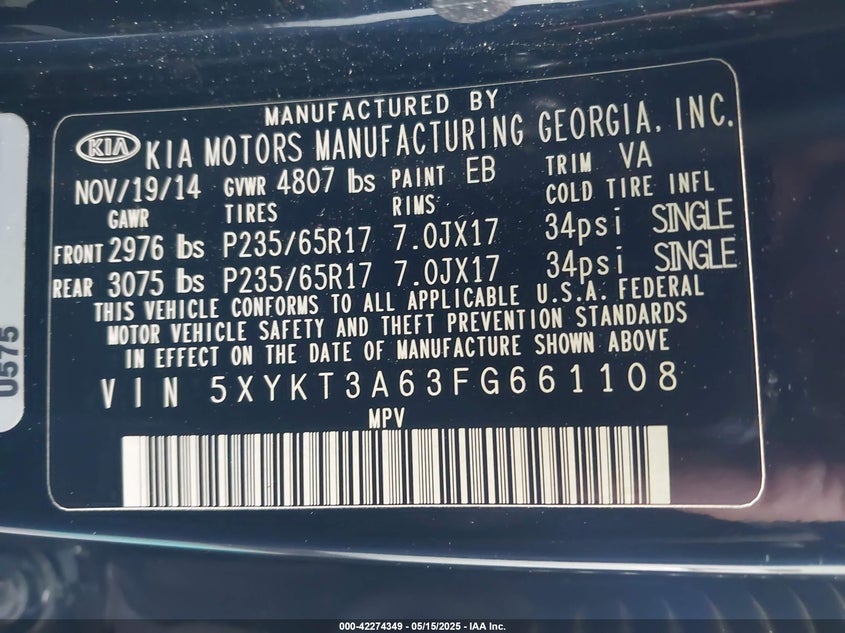 MANUFACTURED BY
KIA KIA MOTORS MANUFACTURING GEORGIA, INC.
NOV/19/14 GVWR 4807 lbs PAINT EB TRIM VA
GAWR TIRES RIMS COLD TIRE INFL
FRONT 2976 lbs P235/65R17 7.0JX17 34psi SINGLE
REAR 3075 lbs P235/65R17 7.0JX17 34psi SINGLE
THIS VEHICLE CONFORMS TO ALL APPLICABLE U.S.A. FEDERAL
MOTOR VEHICLE SAFETY AND THEFT PREVENTION STANDARDS
IN EFFECT ON THE DATE OF MANUFACTURE SHOWN ABOVE
VIN 5XYKT3A63FG661108
MPV
U575
000-42274349 - 05/15/2025 - IAA Inc.